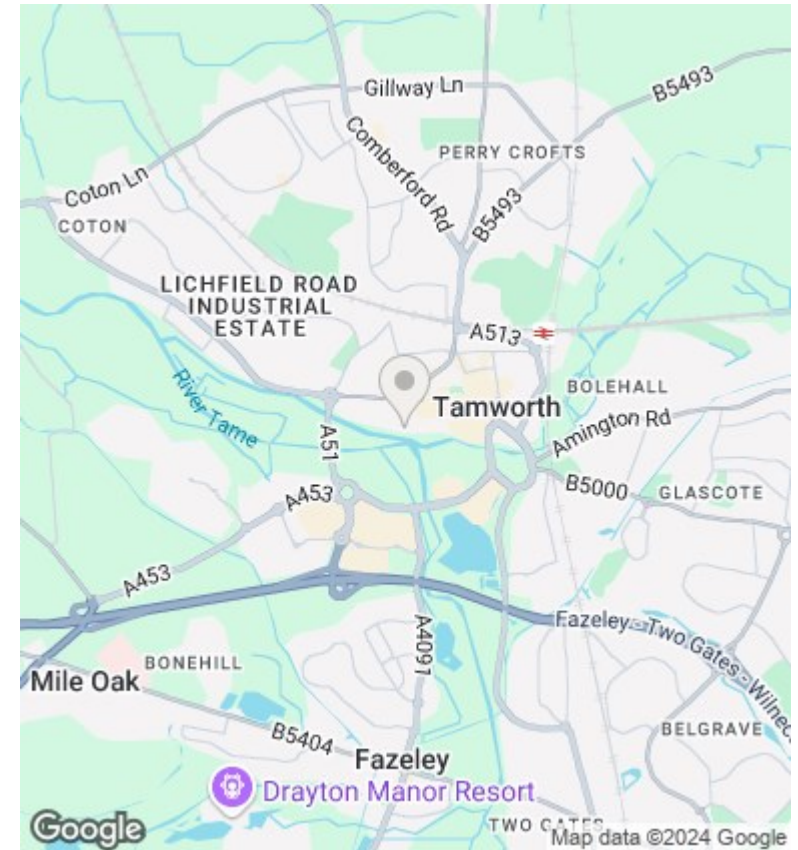 Gillway Ln
B5493
Comberford Rd
PERRY CROFTS
Coton Ln
B5493
COTON
LICHFIELD ROAD
INDUSTRIAL
ESTATE
A513
River Tame
BOLEHALL
Tamworth
Amington Rd
A51
B5000
GLASCOTE
A453
A453
Fazeley - Two Gates - Wilnec
A4091
BONEHILL
Mile Oak
BELGRAVE
B5404
Fazeley
Drayton Manor Resort
TWO GATES
Google
Map data ©2024 Google